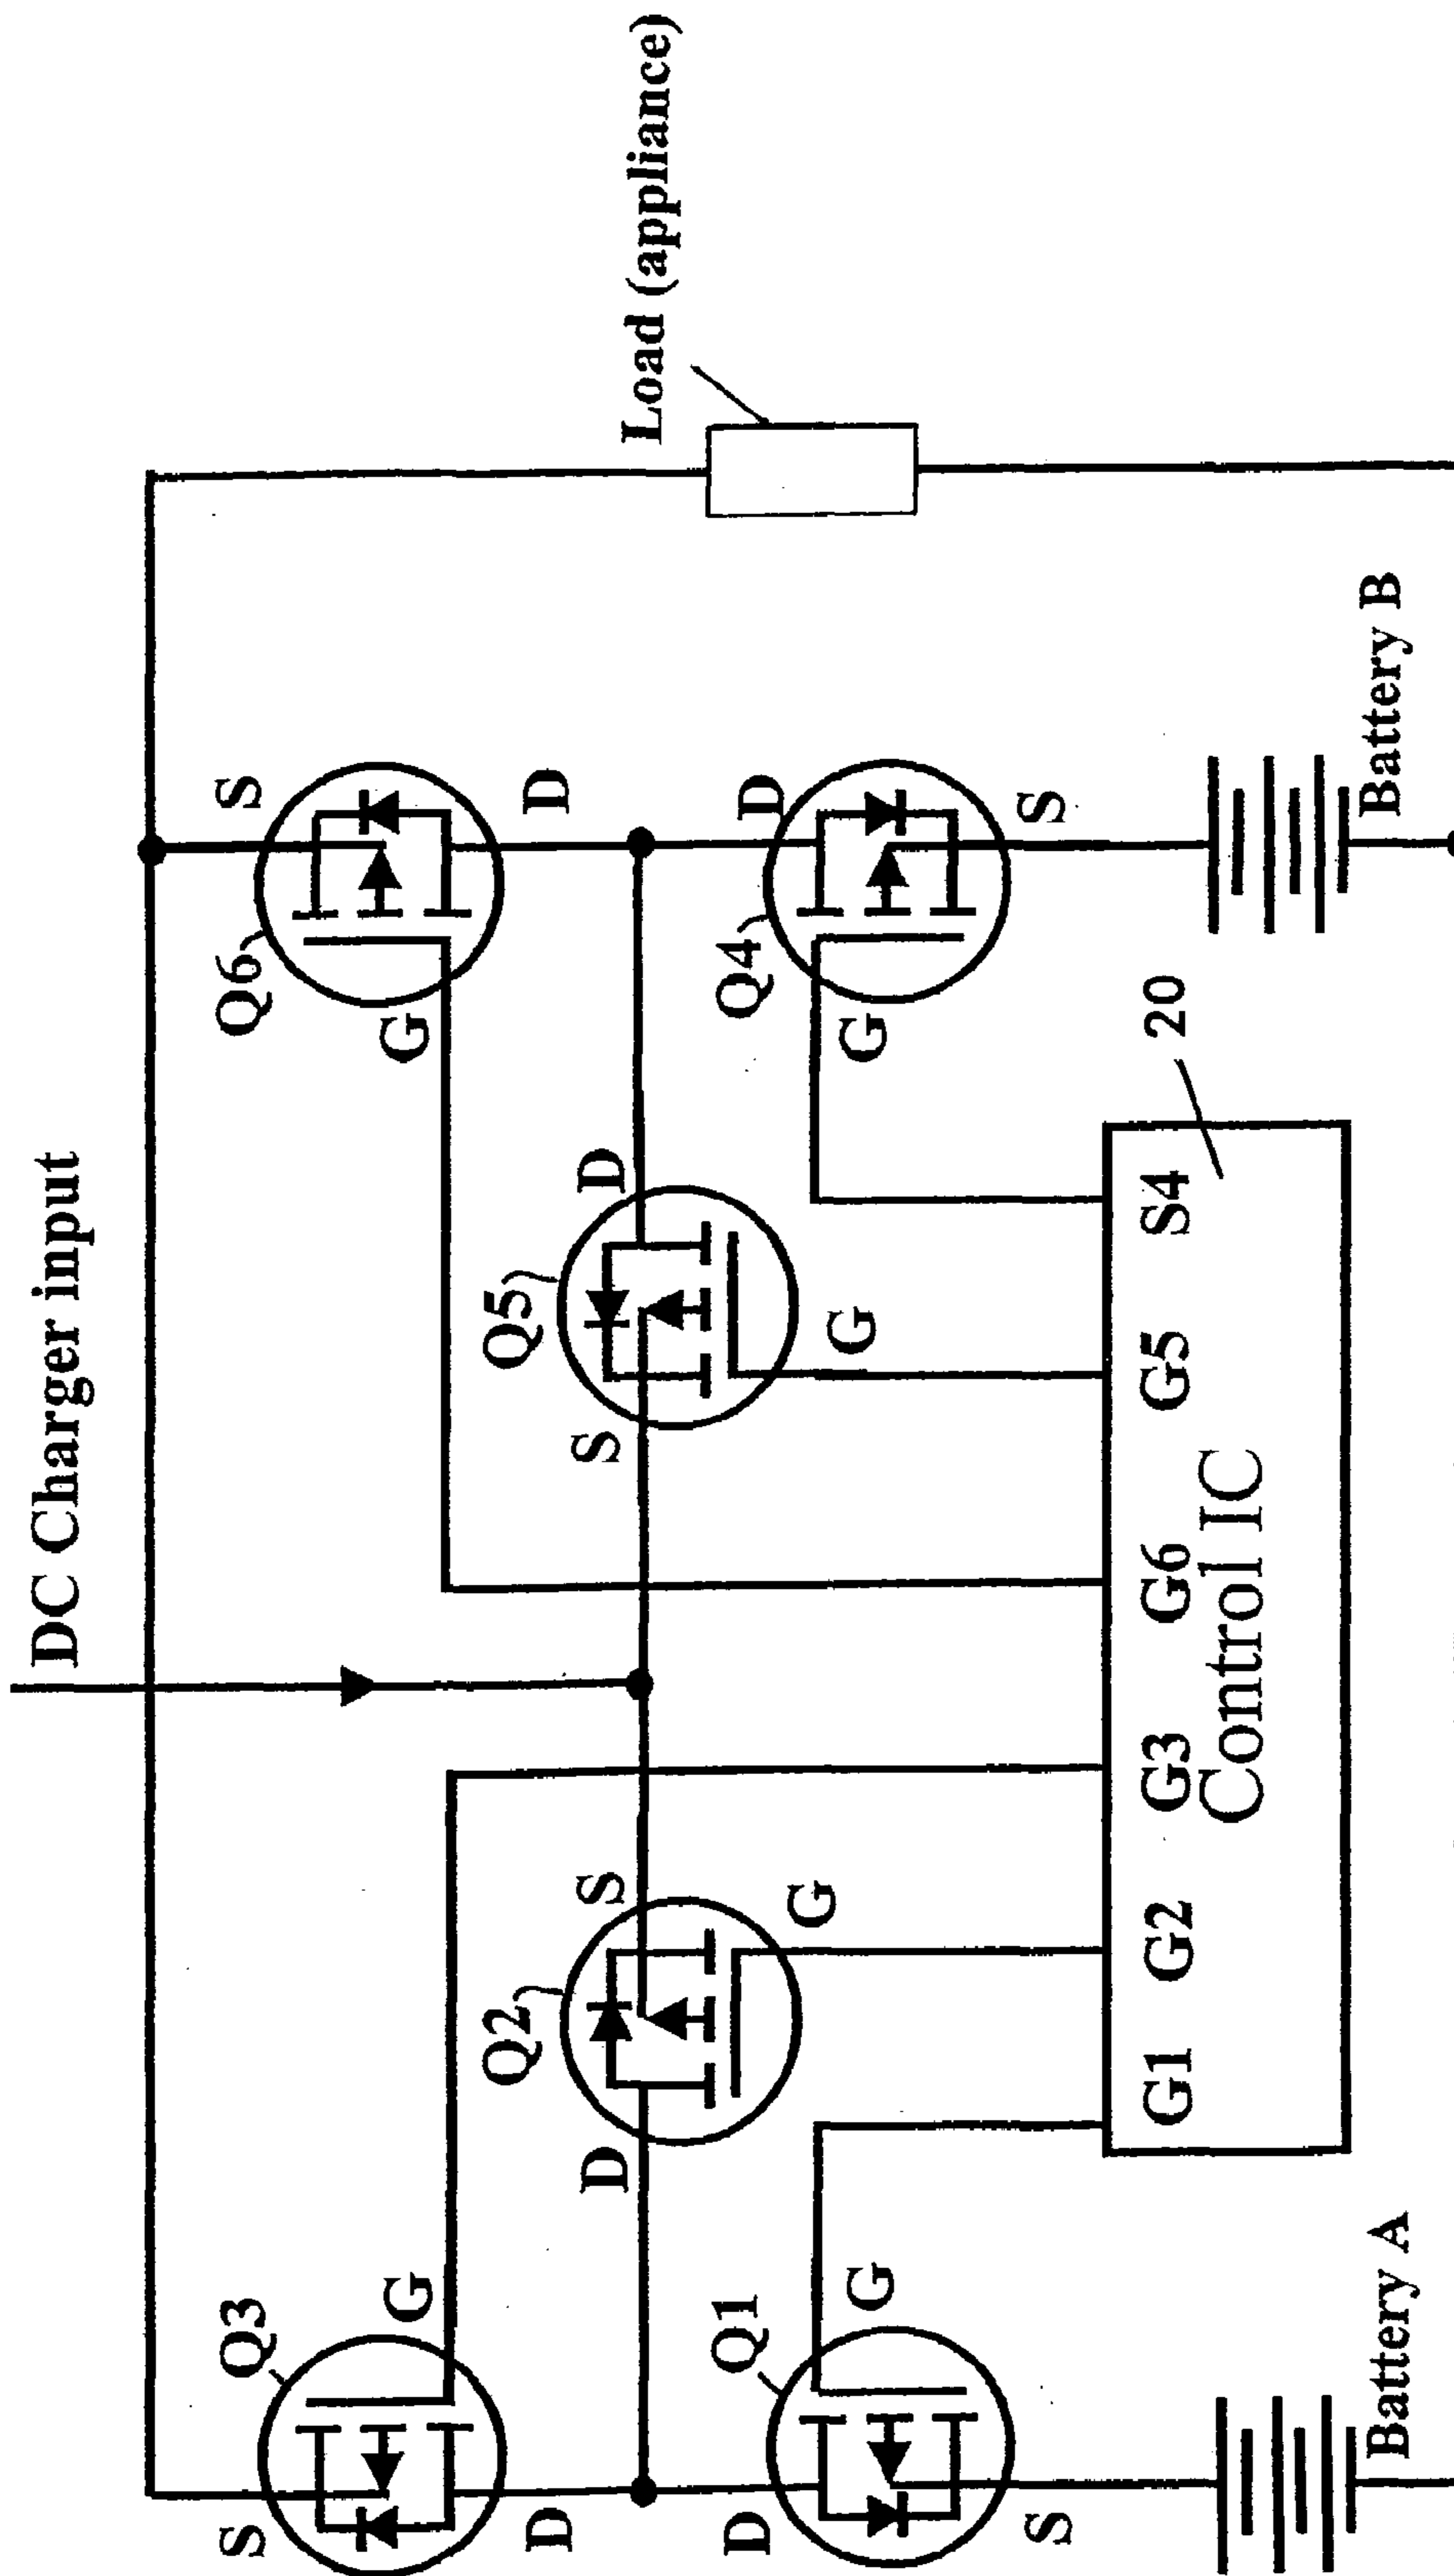 DC Charger input
Q3
S
G
D
Q6
S
G
D
Load (appliance)
Q2
D
S
G
Q5
S
D
G
Q1
D
G
S
Q4
D
G
S
G1 G2 G3 G6 G5 S4
Control IC
20
Battery A
Battery B